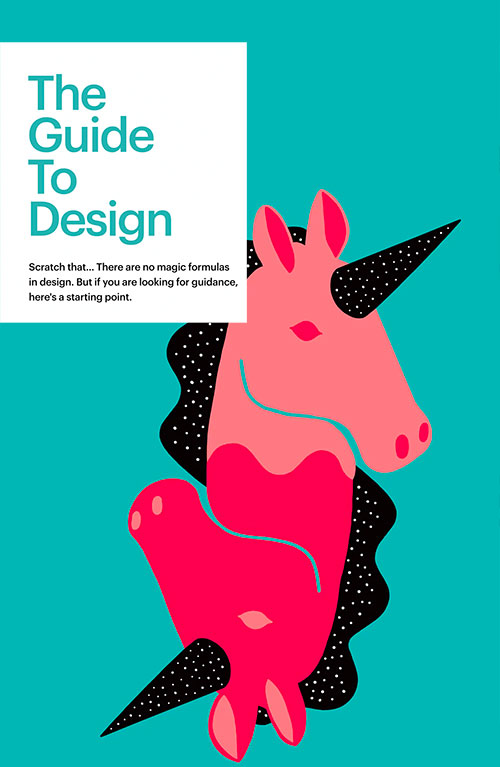 The
Guide
To
Design
Scratch that... There are no magic formulas
in design. But if you are looking for guidance,
here's a starting point.